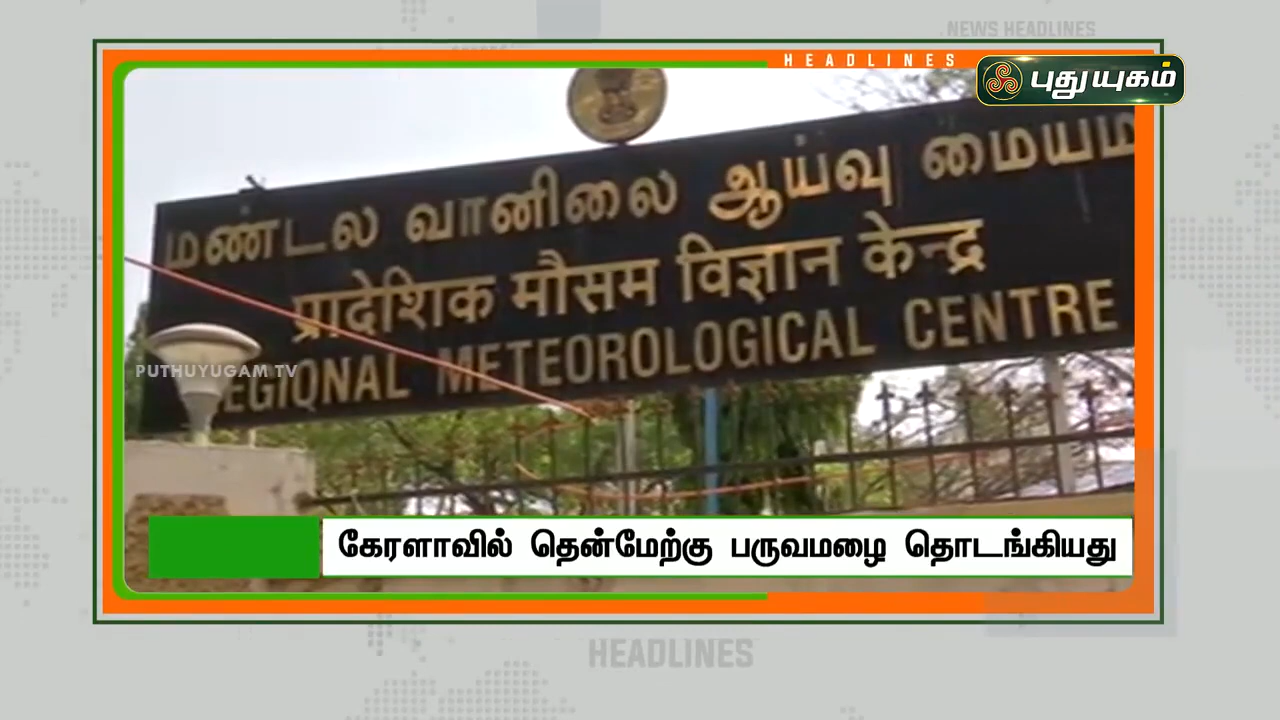 NEWS HEADLINES
HEADLINES
புதுயுகம்
மண்டல வானிலை ஆய்வு மையம்
प्रादेशिक मौसम विज्ञान केन्द्र
REGIONAL METEOROLOGICAL CENTRE
PUTHUYUGAM TV
கேரளாவில் தென்மேற்கு பருவமழை தொடங்கியது
HEADLINES